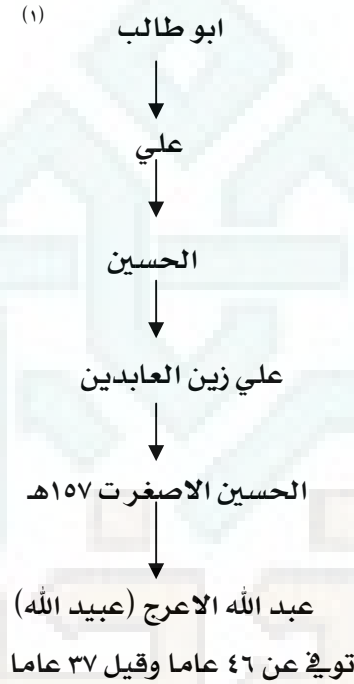 (١)
ابو طالب
علي
الحسين
علي زين العابدين
الحسين الاصغر ت ١٥٧هـ
عبد الله الاعرج (عبيد الله)
توفي عن ٤٦ عاما وقيل ٣٧ عاما